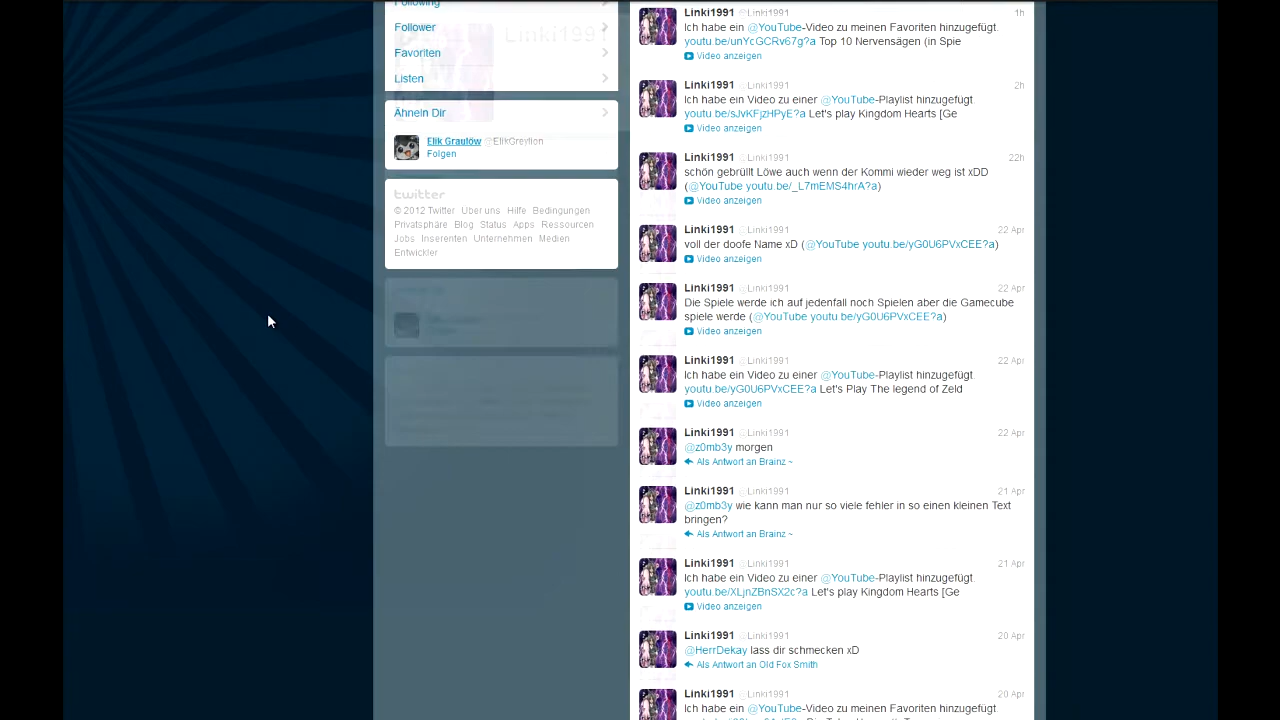 Following
Follower
Linki1991
Favoriten
Listen
Ähneln Dir
Elik Graulöw @ElikGreylion
Folgen
twitter
© 2012 Twitter Über uns Hilfe Bedingungen
Privatsphäre Blog Status Apps Ressourcen
Jobs Inserenten Unternehmen Medien
Entwickler
Linki1991 @Linki1991 1h
Ich habe ein @YouTube-Video zu meinen Favoriten hinzugefügt.
youtu.be/unYcGCRv67g?a Top 10 Nervensägen (in Spie
Video anzeigen
Linki1991 @Linki1991 2h
Ich habe ein Video zu einer @YouTube-Playlist hinzugefügt.
youtu.be/sJvKFjzHPyE?a Let's play Kingdom Hearts [Ge
Video anzeigen
Linki1991 @Linki1991 22h
schön gebrüllt Löwe auch wenn der Kommi wieder weg ist xDD
(@YouTube youtu.be/_L7mEMS4hrA?a)
Video anzeigen
Linki1991 @Linki1991 22 Apr
voll der doofe Name xD (@YouTube youtu.be/yG0U6PVxCEE?a)
Video anzeigen
Linki1991 @Linki1991 22 Apr
Die Spiele werde ich auf jedenfall noch Spielen aber die Gamecube
spiele werde (@YouTube youtu.be/yG0U6PVxCEE?a)
Video anzeigen
Linki1991 @Linki1991 22 Apr
Ich habe ein Video zu einer @YouTube-Playlist hinzugefügt.
youtu.be/yG0U6PVxCEE?a Let's Play The legend of Zeld
Video anzeigen
Linki1991 @Linki1991 22 Apr
@z0mb3y morgen
Als Antwort an Brainz ~
Linki1991 @Linki1991 21 Apr
@z0mb3y wie kann man nur so viele fehler in so einen kleinen Text
bringen?
Als Antwort an Brainz ~
Linki1991 @Linki1991 21 Apr
Ich habe ein Video zu einer @YouTube-Playlist hinzugefügt.
youtu.be/XLjnZBnSX2c?a Let's play Kingdom Hearts [Ge
Video anzeigen
Linki1991 @Linki1991 20 Apr
@HerrDekay lass dir schmecken xD
Als Antwort an Old Fox Smith
Linki1991 @Linki1991 20 Apr
Ich habe ein @YouTube-Video zu meinen Favoriten hinzugefügt